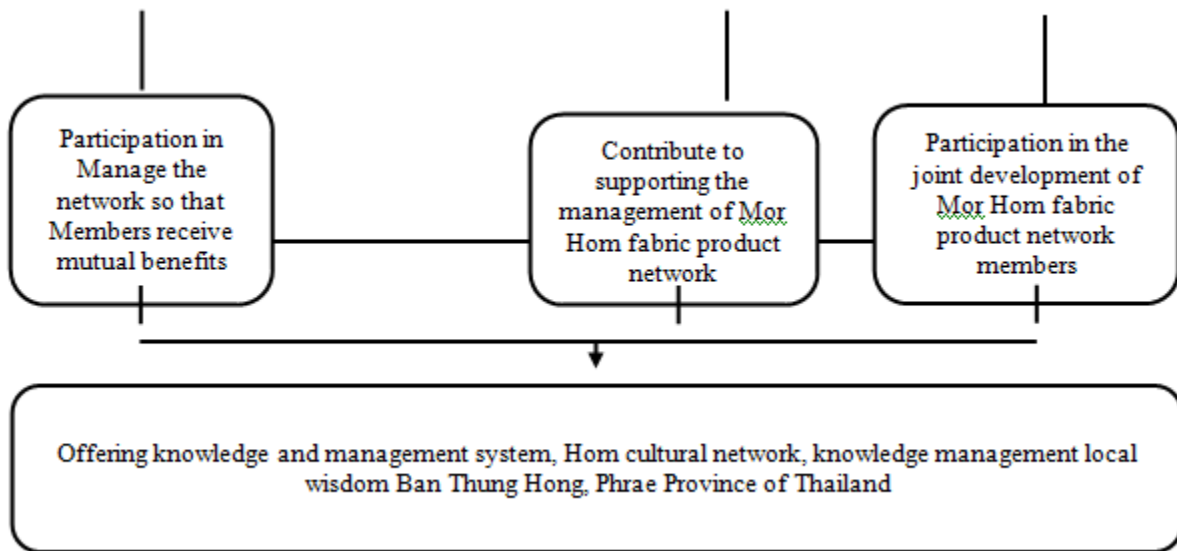 Participation in
Manage the
network so that
Members receive
mutual benefits
Contribute to
supporting the
management of Mor
Hom fabric product
network
Participation in the
joint development of
Mor Hom fabric
product network
members
Offering knowledge and management system, Hom cultural network, knowledge management local
wisdom Ban Thung Hong, Phrae Province of Thailand